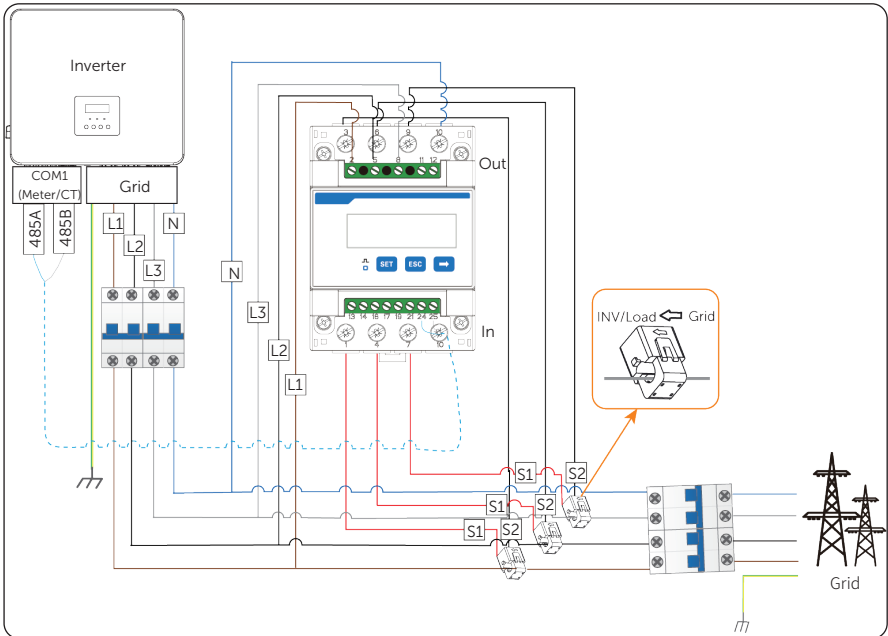 Inverter
COM1
(Meter/CT)
Grid
485A
485B
L1
L2
L3
N
N
L3
L2
L1
3 6 9 10
2 5 8 11 12
Out
SET ESC
13 14 16 17 19 21 24 25
In
1 4 7 10
INV/Load Grid
S1 S2
S1 S2
S1 S2
Grid